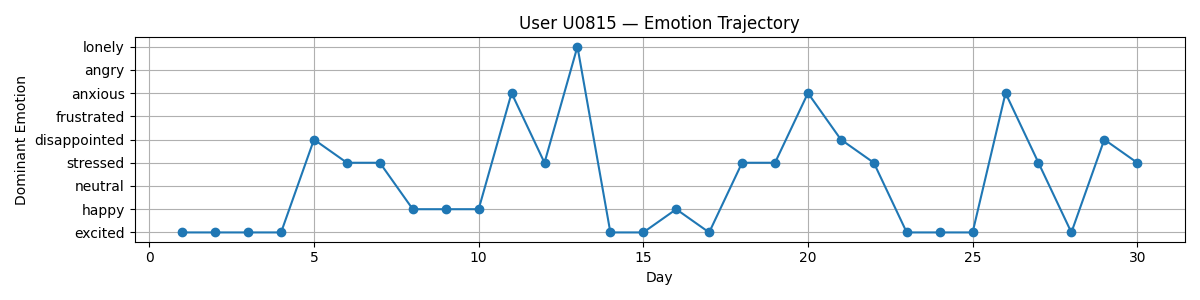 User U0815 — Emotion Trajectory
Dominant Emotion
lonely
angry
anxious
frustrated
disappointed
stressed
neutral
happy
excited
0 5 10 15 20 25 30
Day